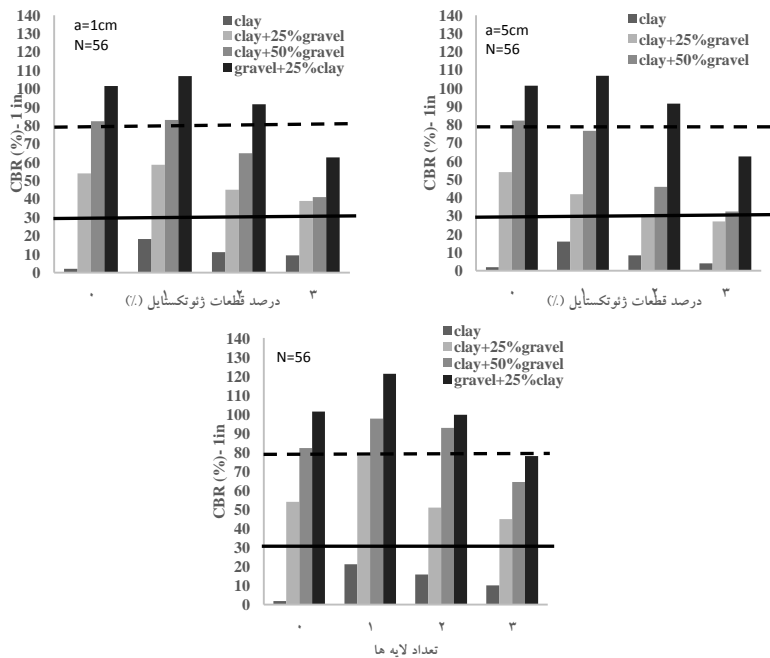 a=1cm
N=56
clay
clay+25%gravel
clay+50%gravel
gravel+25%clay
CBR (%)- 1 in
140
130
120
110
100
90
80
70
60
50
40
30
20
10
0
۰ ۱ ۲ ۳
درصد قطعات ژئوتکستایل (٪)
a=5cm
N=56
clay
clay+25%gravel
clay+50%gravel
CBR (%)- 1 in
140
130
120
110
100
90
80
70
60
50
40
30
20
10
0
۰ ۱ ۲ ۳
درصد قطعات ژئوتکستایل (٪)
N=56
clay
clay+25%gravel
clay+50%gravel
gravel+25%clay
CBR (%)- 1in
140
130
120
110
100
90
80
70
60
50
40
30
20
10
0
۰ ۱ ۲ ۳
تعداد لایه ها